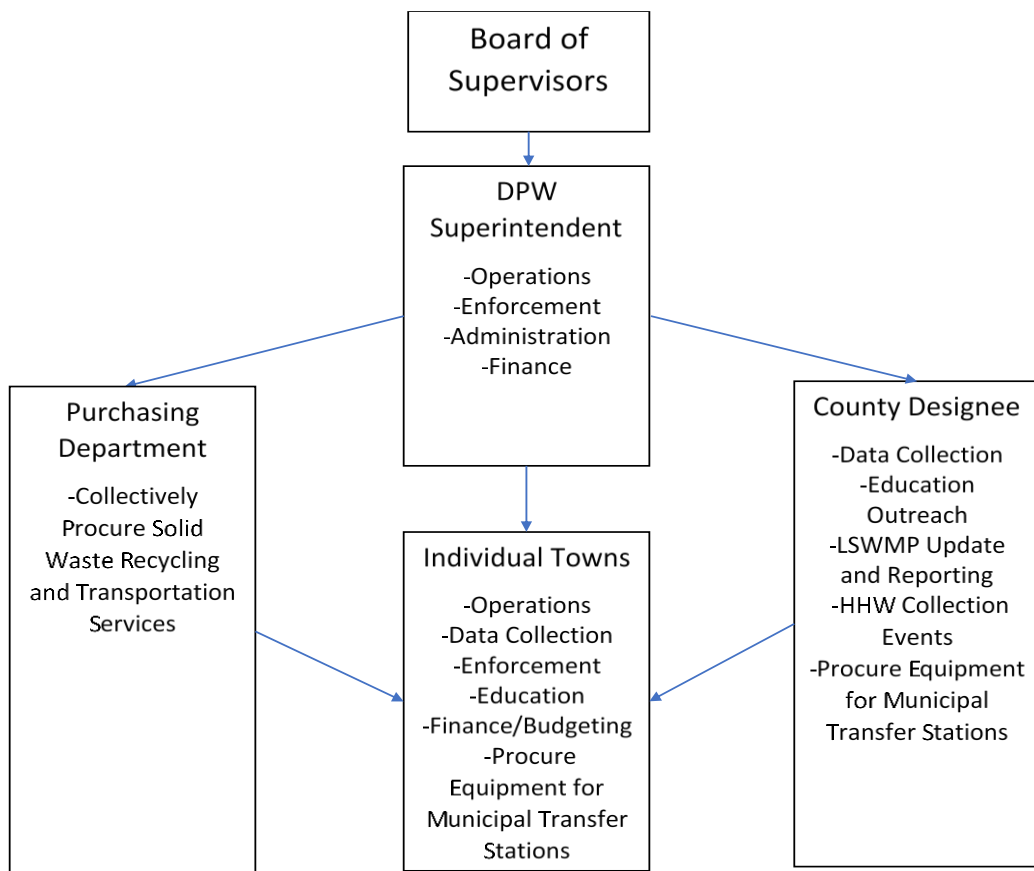 Board of
Supervisors
DPW
Superintendent
-Operations
-Enforcement
-Administration
-Finance
Purchasing
Department
-Collectively
Procure Solid
Waste Recycling
and Transportation
Services
Individual Towns
-Operations
-Data Collection
-Enforcement
-Education
-Finance/Budgeting
-Procure
Equipment for
Municipal Transfer
Stations
County Designee
-Data Collection
-Education
Outreach
-LSWMP Update
and Reporting
-HHW Collection
Events
-Procure Equipment
for Municipal
Transfer Stations